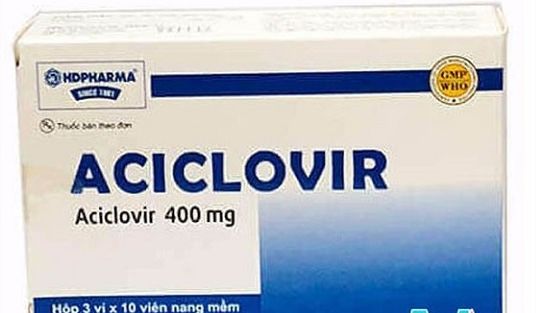 HDPHARMA
SINCE 1961
GMP
WHO
Thuốc bán theo đơn
ACICLOVIR
Aciclovir 400 mg
Hộp 3 vỉ x 10 viên nang mềm